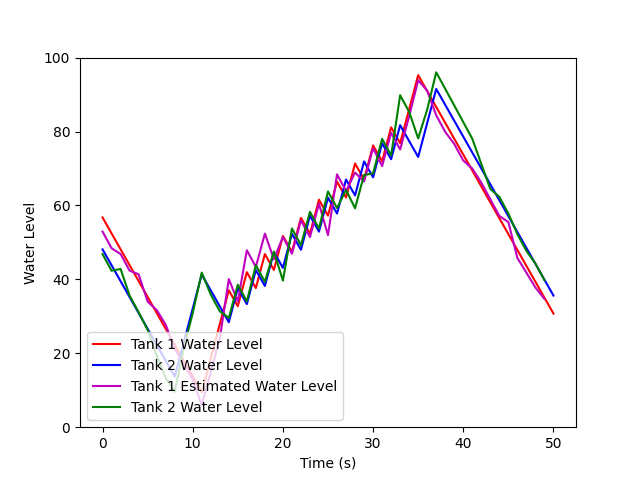 100
80
60
40
20
0
Water Level
Tank 1 Water Level
Tank 2 Water Level
Tank 1 Estimated Water Level
Tank 2 Water Level
0 10 20 30 40 50
Time (s)